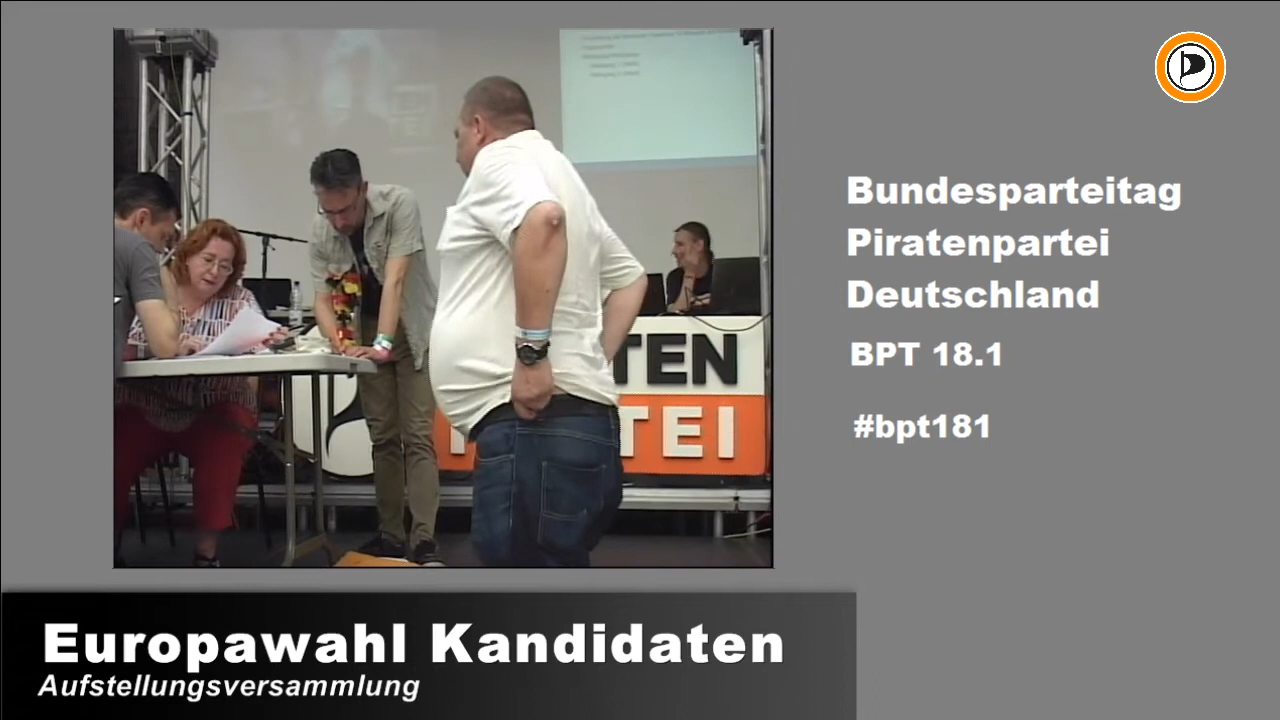 Bundesparteitag
Piratenpartei
Deutschland
BPT 18.1
#bpt181
TEN
TEI
Europawahl Kandidaten
Aufstellungsversammlung